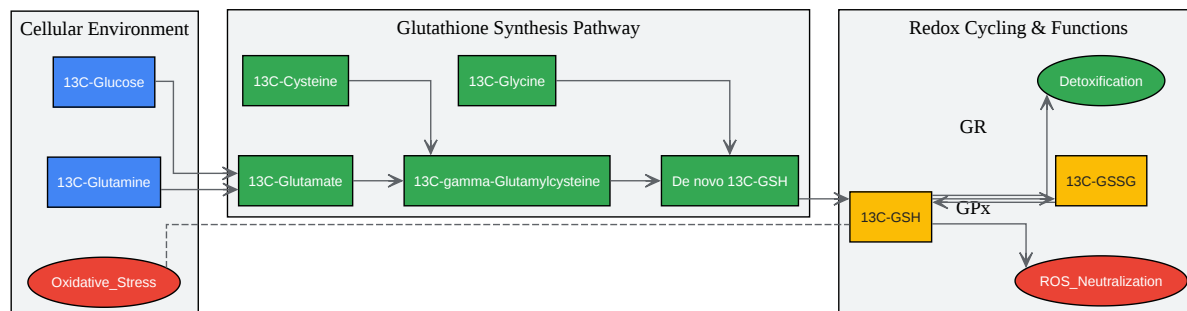 Cellular Environment
13C-Glucose
13C-Glutamine
Oxidative_Stress
Glutathione Synthesis Pathway
13C-Cysteine
13C-Glycine
13C-Glutamate
13C-gamma-Glutamylcysteine
De novo 13C-GSH
Redox Cycling & Functions
Detoxification
GR
13C-GSSG
GPx
13C-GSH
ROS_Neutralization